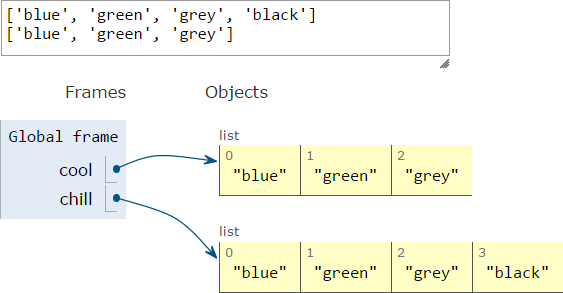 ['blue', 'green', 'grey', 'black']
['blue', 'green', 'grey']
Frames Objects
Global frame
cool
chill
list
0 1 2
"blue" "green" "grey"
list
0 1 2 3
"blue" "green" "grey" "black"